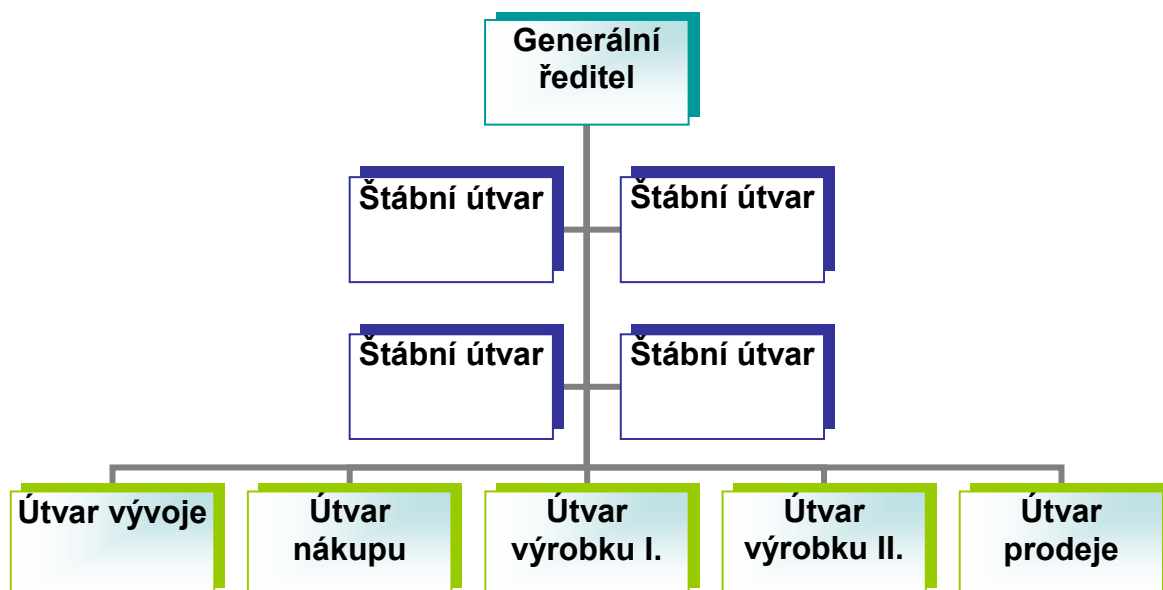 Generální
ředitel
Štábní útvar
Štábní útvar
Štábní útvar
Štábní útvar
Útvar vývoje
Útvar
nákupu
Útvar
výrobku I.
Útvar
výrobku II.
Útvar
prodeje